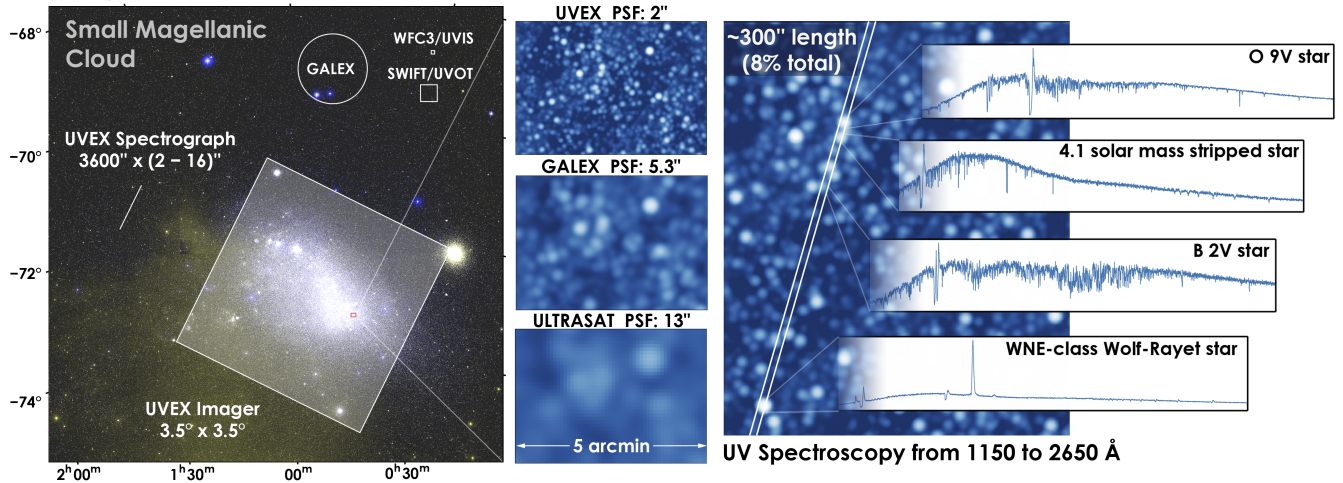 Small Magellanic
Cloud
GALEX
WFC3/UVIS
SWIFT/UVOT
UVEX Spectrograph
3600" x (2 – 16)"
UVEX Imager
3.5° x 3.5°
−68°
−70°
−72°
−74°
2ʰ00ᵐ
1ʰ30ᵐ
00ᵐ
0ʰ30ᵐ
UVEX PSF: 2"
GALEX PSF: 5.3"
ULTRASAT PSF: 13"
5 arcmin
~300" length
(8% total)
O 9V star
4.1 solar mass stripped star
B 2V star
WNE-class Wolf-Rayet star
UV Spectroscopy from 1150 to 2650 Å